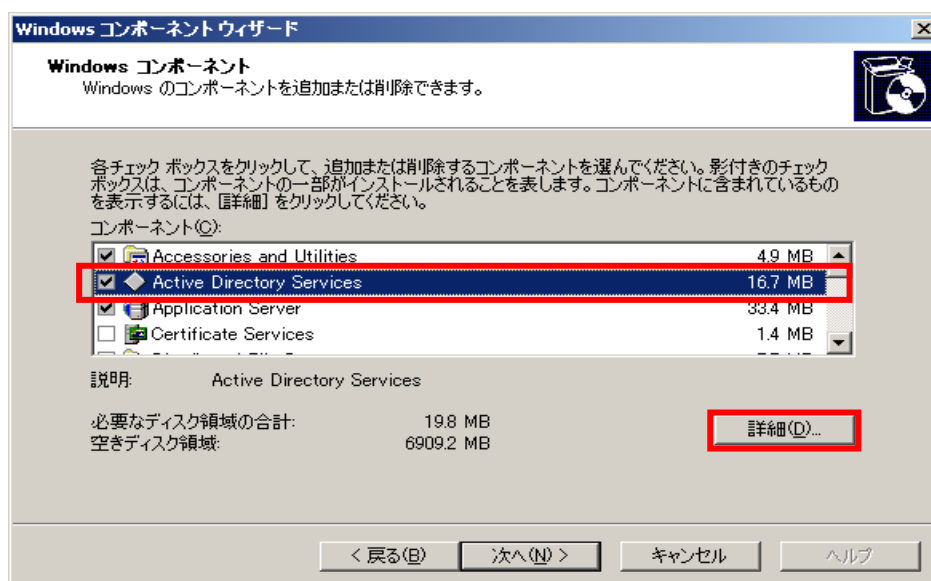 Windows コンポーネント ウィザード
Windows コンポーネント
Windows のコンポーネントを追加または削除できます。
各チェック ボックスをクリックして、追加または削除するコンポーネントを選んでください。影付きのチェック
ボックスは、コンポーネントの一部がインストールされることを表します。コンポーネントに含まれているもの
を表示するには、[詳細] をクリックしてください。
コンポーネント(C):
Accessories and Utilities 4.9 MB
Active Directory Services 16.7 MB
Application Server 33.4 MB
Certificate Services 1.4 MB
説明: Active Directory Services
必要なディスク領域の合計: 19.8 MB
空きディスク領域: 6909.2 MB
詳細(D)...
< 戻る(B) 次へ(N) > キャンセル ヘルプ